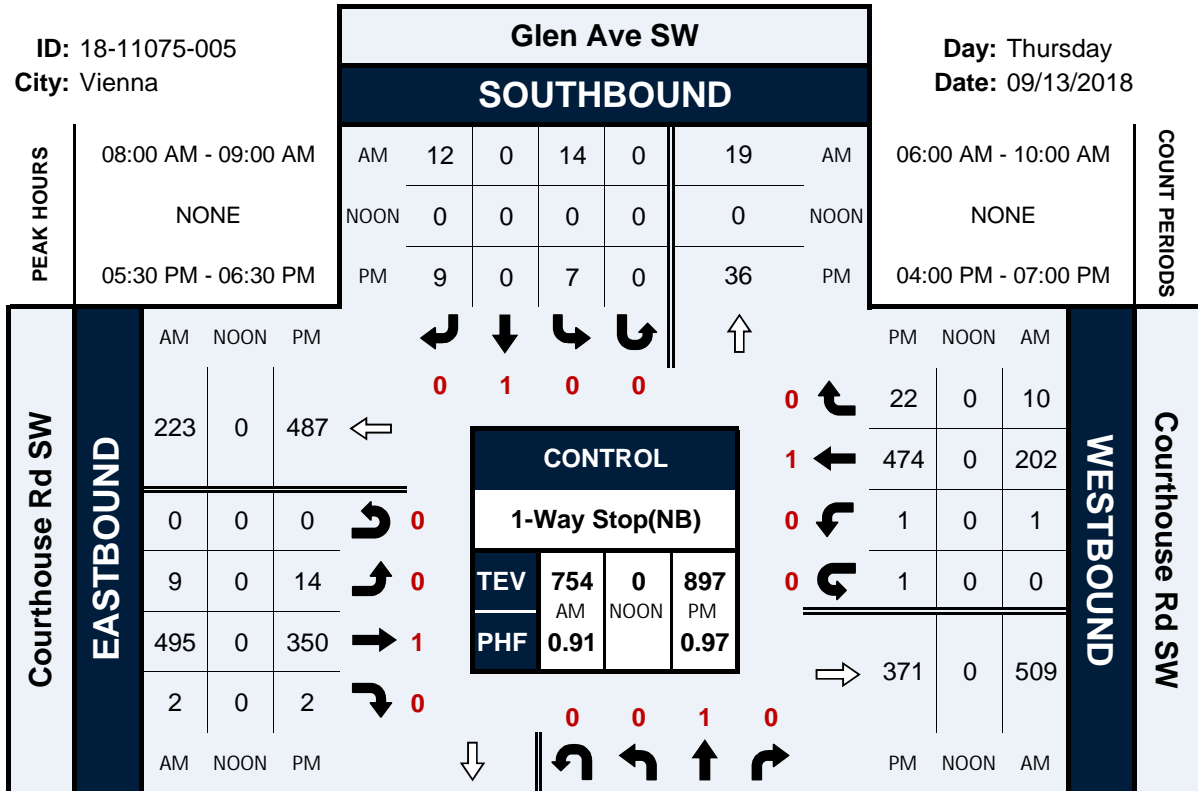 ID: 18-11075-005
City: Vienna
Glen Ave SW
SOUTHBOUND
Day: Thursday
Date: 09/13/2018
PEAK HOURS
08:00 AM - 09:00 AM
NONE
05:30 PM - 06:30 PM
AM 12 0 14 0 19 AM
NOON 0 0 0 0 0 NOON
PM 9 0 7 0 36 PM
06:00 AM - 10:00 AM
NONE
04:00 PM - 07:00 PM
COUNT PERIODS
0 1 0 0
Courthouse Rd SW
EASTBOUND
AM NOON PM
223 0 487
0 0 0 0
9 0 14 0
495 0 350 1
2 0 2 0
AM NOON PM
CONTROL
1-Way Stop(NB)
TEV 754 0 897
AM NOON PM
PHF 0.91 0.97
PM NOON AM
0 22 0 10
1 474 0 202
0 1 0 1
0 1 0 0
371 0 509
PM NOON AM
WESTBOUND
Courthouse Rd SW
0 0 1 0